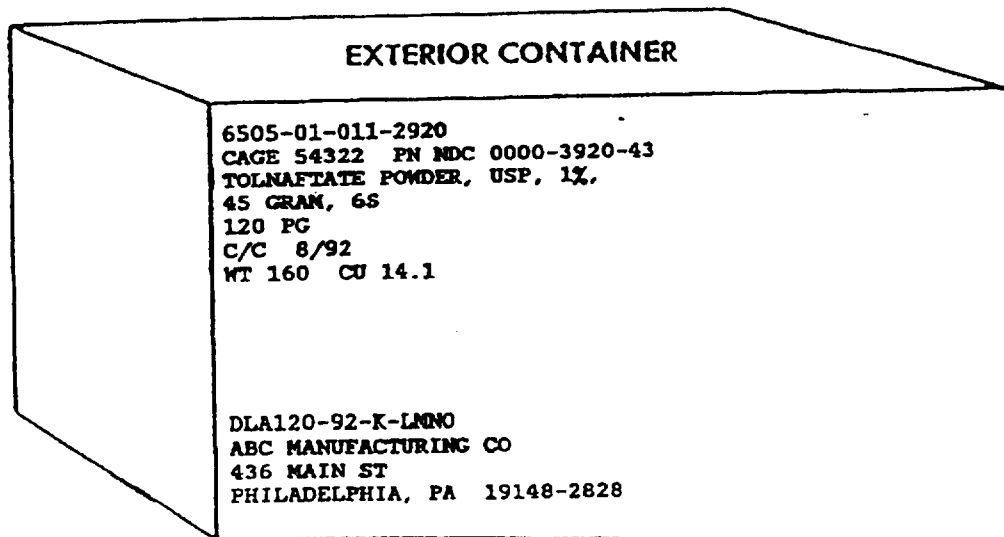 EXTERIOR CONTAINER
6505-01-011-2920
CAGE 54322 PN NDC 0000-3920-43
TOLNAFTATE POWDER, USP, 1%,
45 GRAM, 6S
120 PG
C/C 8/92
WT 160 CU 14.1
DLA120-92-K-LMNO
ABC MANUFACTURING CO
436 MAIN ST
PHILADELPHIA, PA 19148-2828